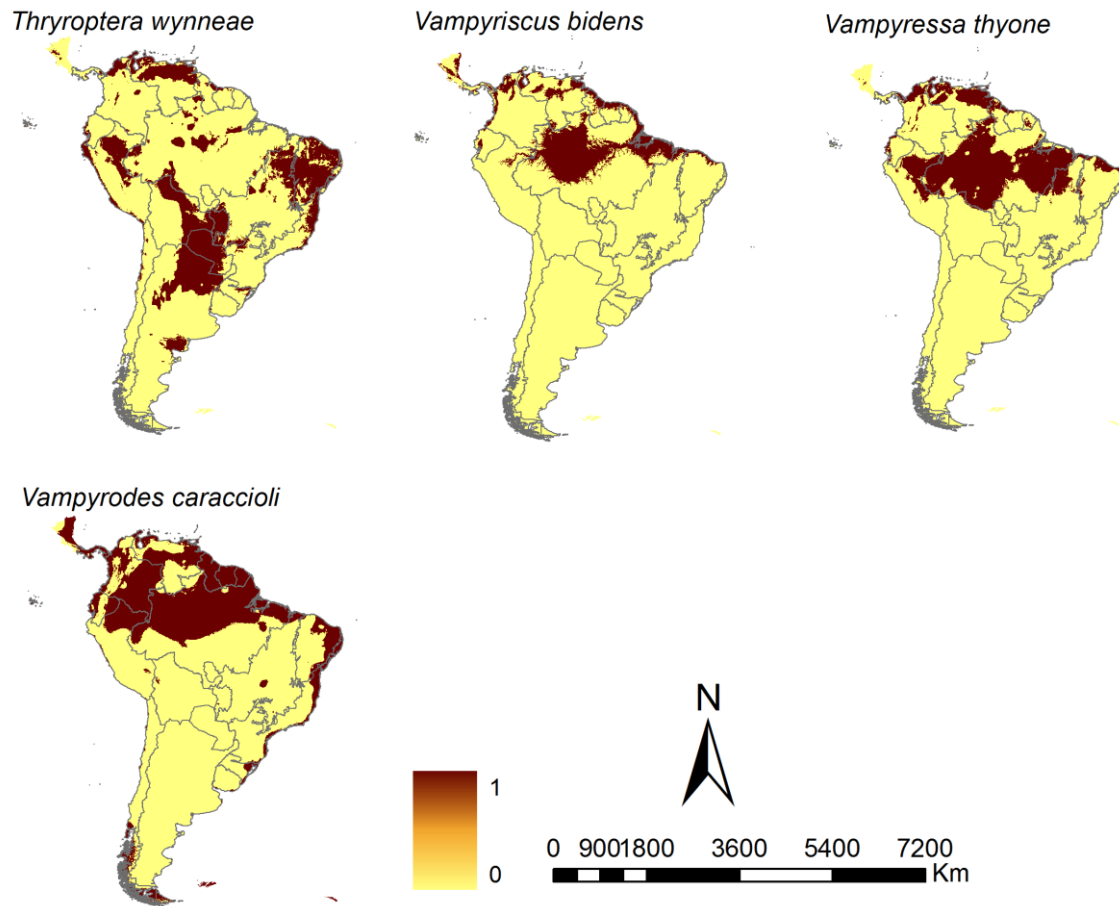 Thryroptera wynneae
Vampyriscus bidens
Vampyressa thyone
Vampyrodes caraccioli
N
1
0
0 9001800 3600 5400 7200
Km